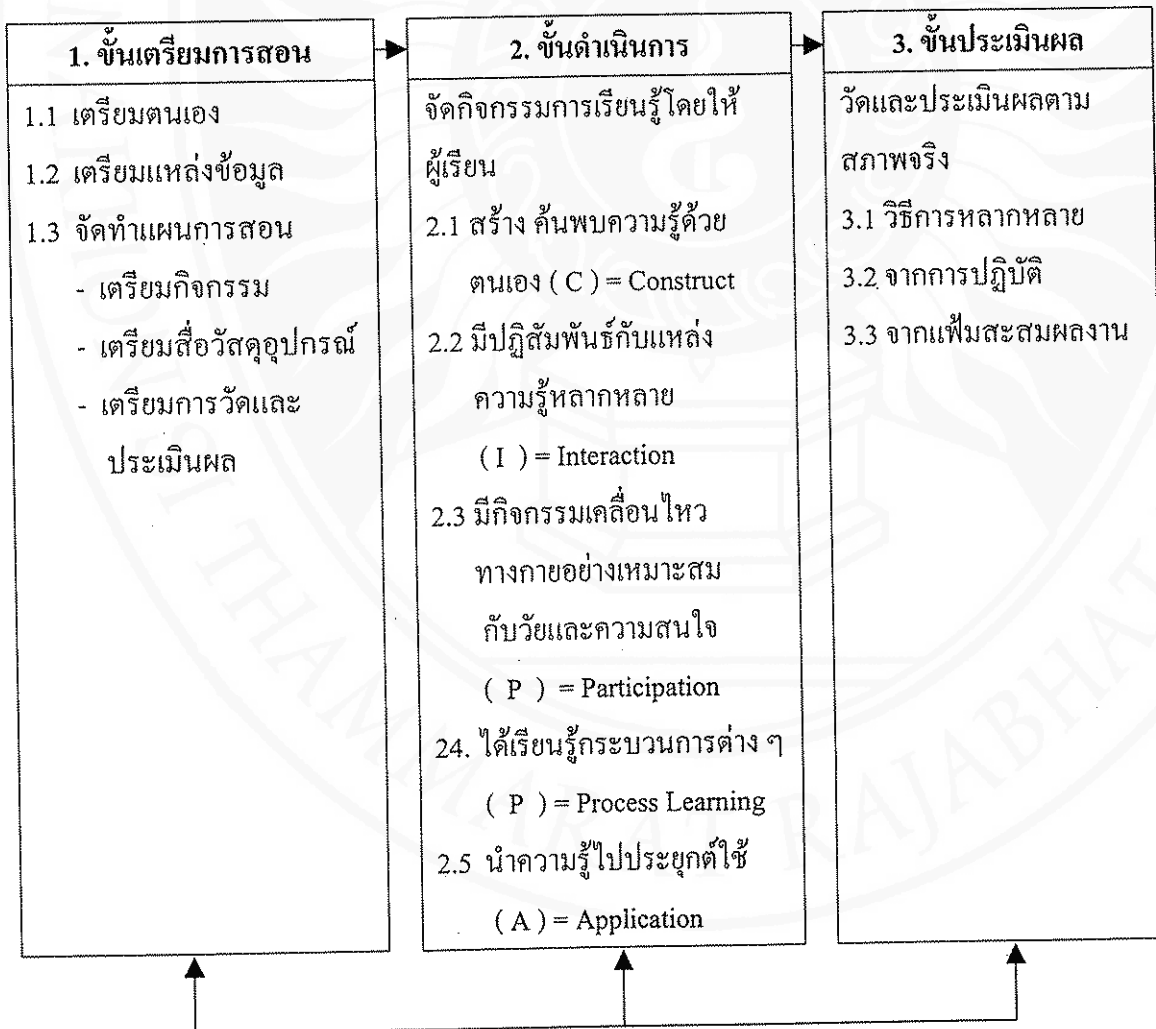 1. ขั้นเตรียมการสอน
1.1 เตรียมตนเอง
1.2 เตรียมแหล่งข้อมูล
1.3 จัดทำแผนการสอน
- เตรียมกิจกรรม
- เตรียมสื่อวัสดุอุปกรณ์
- เตรียมการวัดและ
ประเมินผล
2. ขั้นดำเนินการ
จัดกิจกรรมการเรียนรู้โดยให้
ผู้เรียน
2.1 สร้าง ค้นพบความรู้ด้วย
ตนเอง ( C ) = Construct
2.2 มีปฏิสัมพันธ์กับแหล่ง
ความรู้หลากหลาย
( I ) = Interaction
2.3 มีกิจกรรมเคลื่อนไหว
ทางกายอย่างเหมาะสม
กับวัยและความสนใจ
( P ) = Participation
24. ได้เรียนรู้กระบวนการต่าง ๆ
( P ) = Process Learning
2.5 นำความรู้ไปประยุกต์ใช้
( A ) = Application
3. ขั้นประเมินผล
วัดและประเมินผลตาม
สภาพจริง
3.1 วิธีการหลากหลาย
3.2 จากการปฏิบัติ
3.3 จากแฟ้มสะสมผลงาน
SI THAMMARAT RAJABHAT